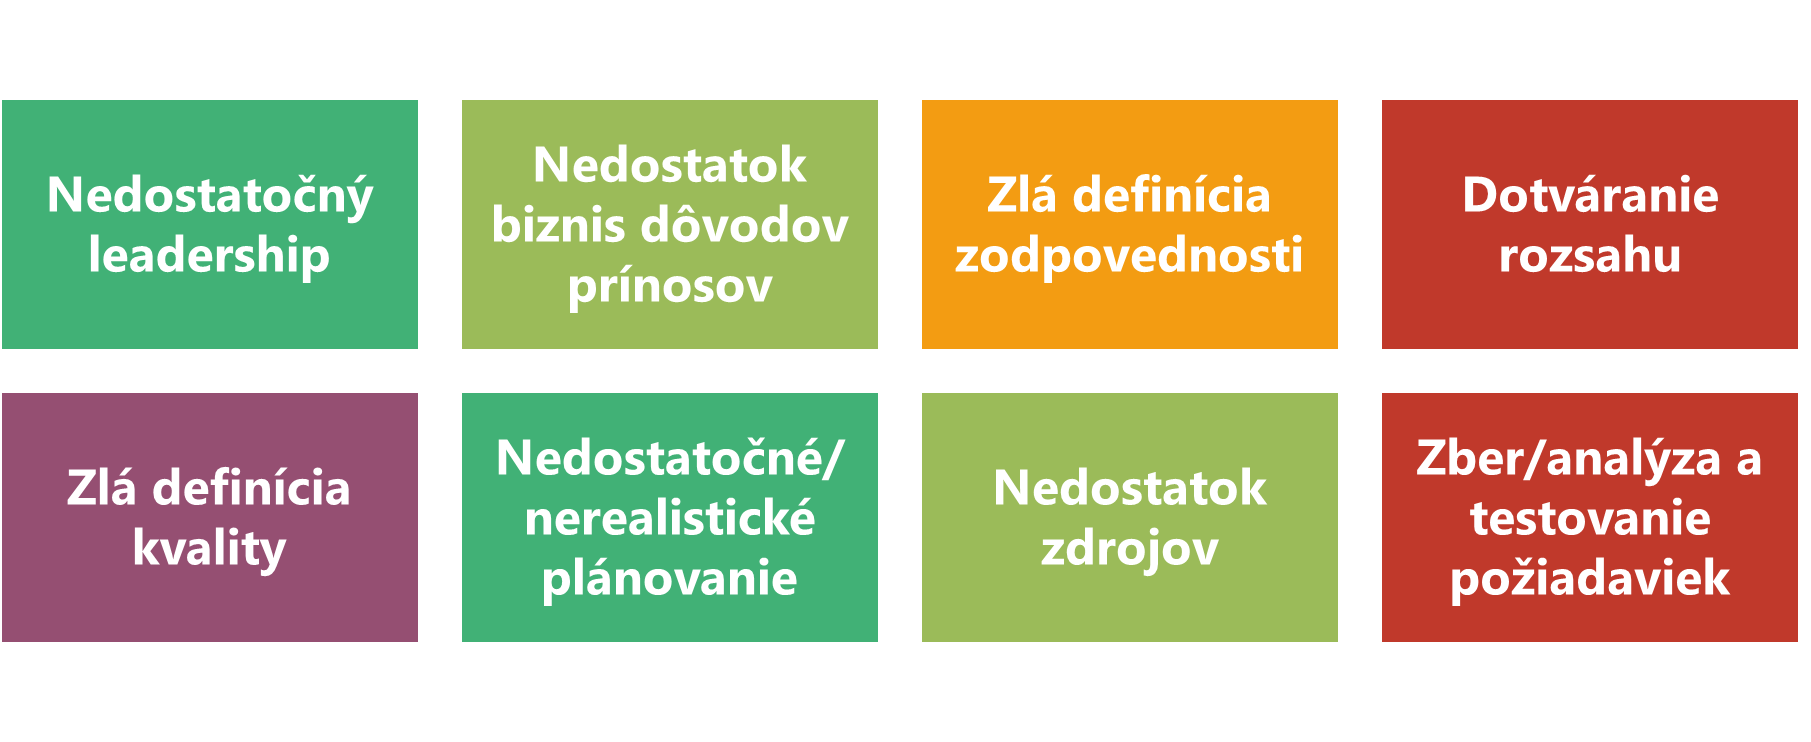 Nedostatočný
leadership
Nedostatok
biznis dôvodov
prínosov
Zlá definícia
zodpovednosti
Dotváranie
rozsahu
Zlá definícia
kvality
Nedostatočné/
nerealistické
plánovanie
Nedostatok
zdrojov
Zber/analýza a
testovanie
požiadaviek